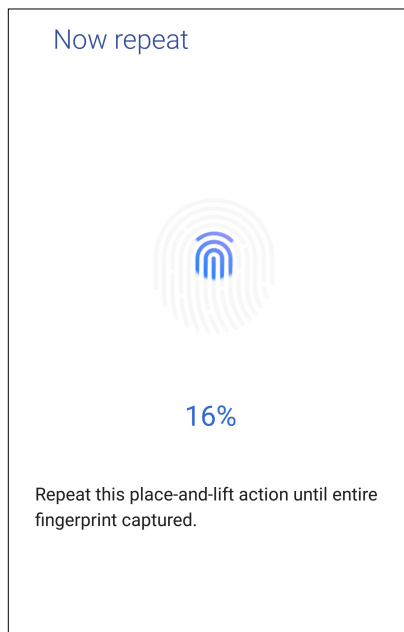 Now repeat
16%
Repeat this place-and-lift action until entire
fingerprint captured.